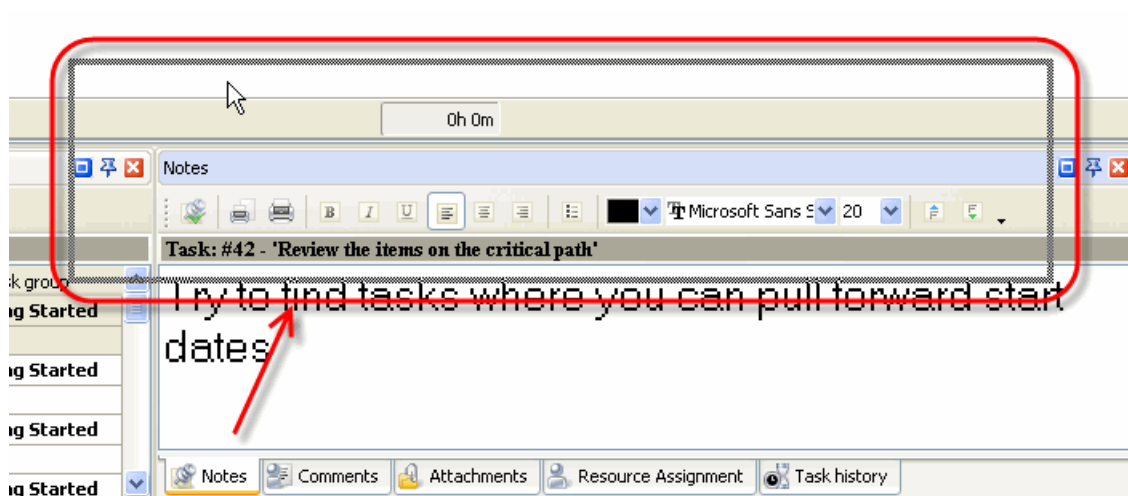 0h 0m
Notes
B I U Microsoft Sans S 20
Task: #42 - 'Review the items on the critical path'
sk group
ng Started
ng Started
ng Started
ng Started
Try to find tasks where you can pull forward start
dates
Notes Comments Attachments Resource Assignment Task history